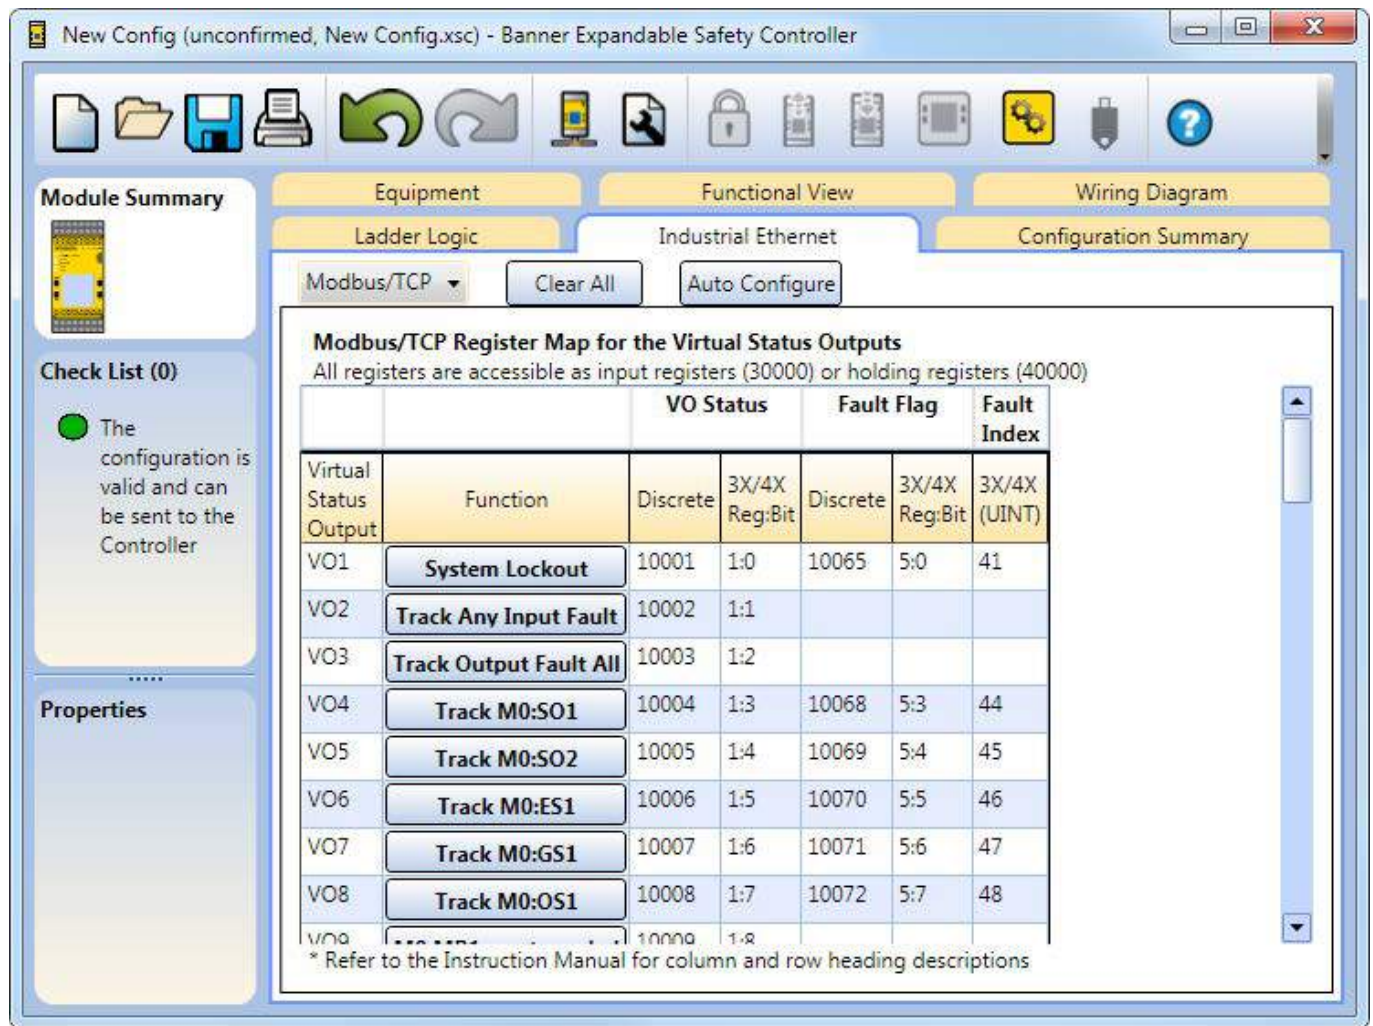 New Config (unconfirmed, New Config.xsc) - Banner Expandable Safety Controller
Module Summary
Equipment
Functional View
Wiring Diagram
Ladder Logic
Industrial Ethernet
Configuration Summary
Modbus/TCP
Clear All
Auto Configure
Check List (0)
The
configuration is
valid and can
be sent to the
Controller
Properties
Modbus/TCP Register Map for the Virtual Status Outputs
All registers are accessible as input registers (30000) or holding registers (40000)
VO Status Fault Flag Fault
Index
Virtual
Status
Output
Function
Discrete
3X/4X
Reg:Bit
Discrete
3X/4X
Reg:Bit
3X/4X
(UINT)
VO1 System Lockout 10001 1:0 10065 5:0 41
VO2 Track Any Input Fault 10002 1:1
VO3 Track Output Fault All 10003 1:2
VO4 Track M0:SO1 10004 1:3 10068 5:3 44
VO5 Track M0:SO2 10005 1:4 10069 5:4 45
VO6 Track M0:ES1 10006 1:5 10070 5:5 46
VO7 Track M0:GS1 10007 1:6 10071 5:6 47
VO8 Track M0:OS1 10008 1:7 10072 5:7 48
VO9 10009 1:8
* Refer to the Instruction Manual for column and row heading descriptions